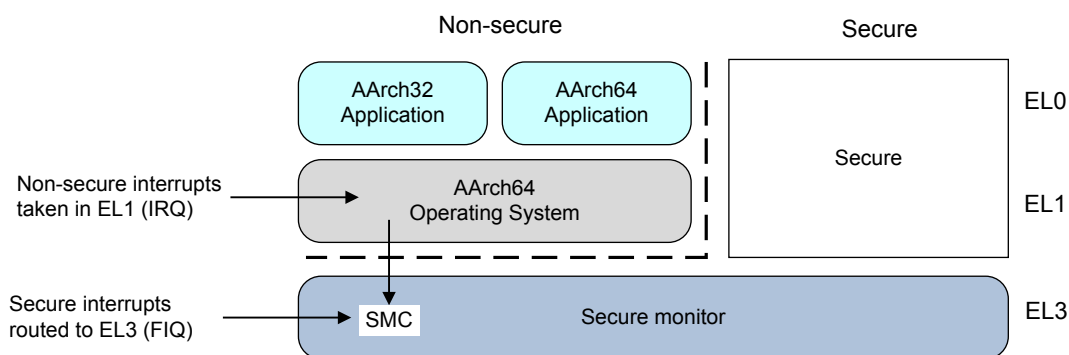 Non-secure
Secure
AArch32
Application
AArch64
Application
EL0
Secure
Non-secure interrupts
taken in EL1 (IRQ)
AArch64
Operating System
EL1
Secure interrupts
routed to EL3 (FIQ)
SMC
Secure monitor
EL3